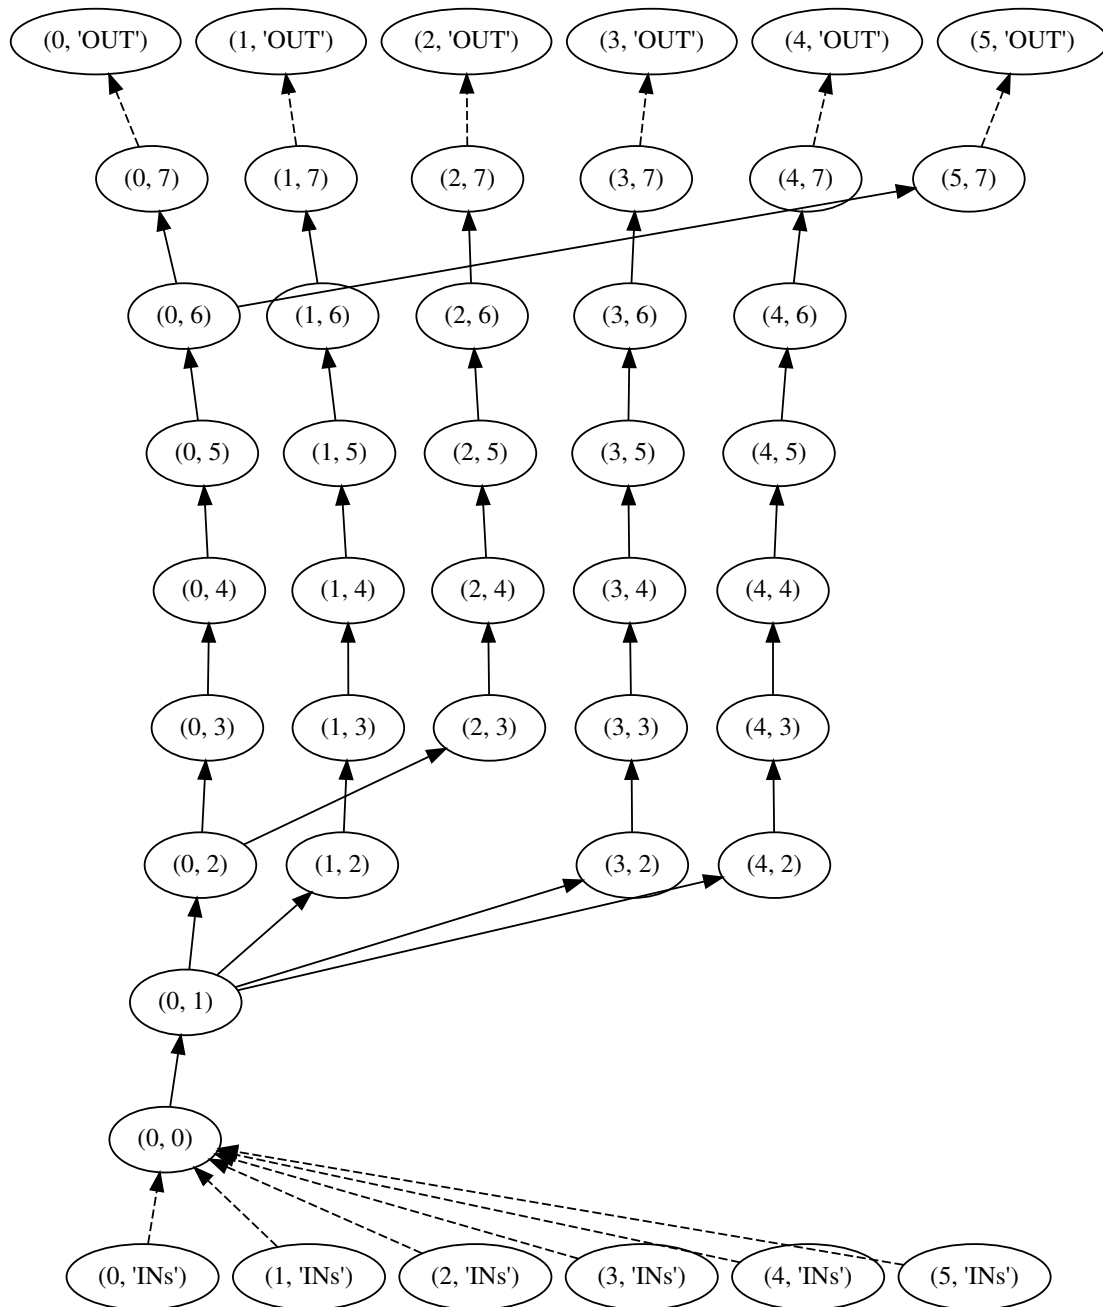 (0, 'OUT') (1, 'OUT') (2, 'OUT') (3, 'OUT') (4, 'OUT') (5, 'OUT')
(0, 7) (1, 7) (2, 7) (3, 7) (4, 7) (5, 7)
(0, 6) (1, 6) (2, 6) (3, 6) (4, 6)
(0, 5) (1, 5) (2, 5) (3, 5) (4, 5)
(0, 4) (1, 4) (2, 4) (3, 4) (4, 4)
(0, 3) (1, 3) (2, 3) (3, 3) (4, 3)
(0, 2) (1, 2) (3, 2) (4, 2)
(0, 1)
(0, 0)
(0, 'INs') (1, 'INs') (2, 'INs') (3, 'INs') (4, 'INs') (5, 'INs')